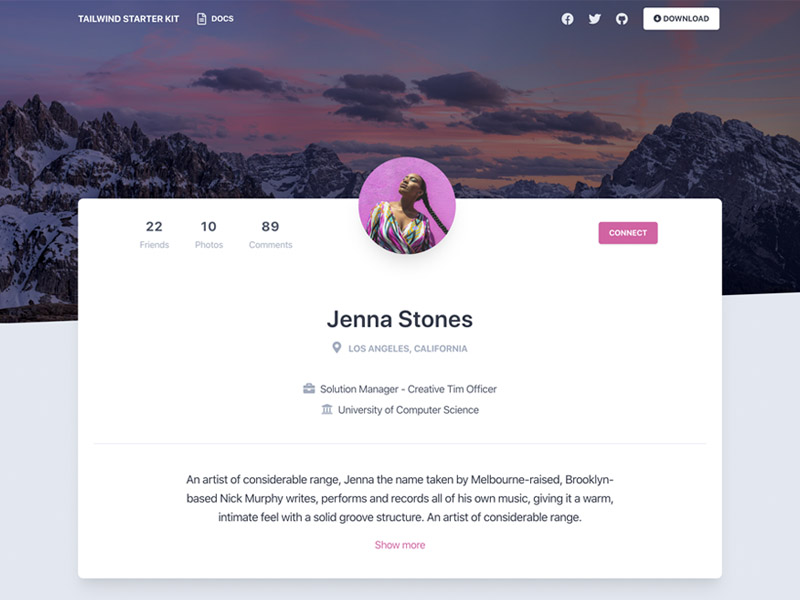 TAILWIND STARTER KIT DOCS DOWNLOAD
22 10 89
Friends Photos Comments
CONNECT
Jenna Stones
LOS ANGELES, CALIFORNIA
Solution Manager - Creative Tim Officer
University of Computer Science
An artist of considerable range, Jenna the name taken by Melbourne-raised, Brooklyn-
based Nick Murphy writes, performs and records all of his own music, giving it a warm,
intimate feel with a solid groove structure. An artist of considerable range.
Show more